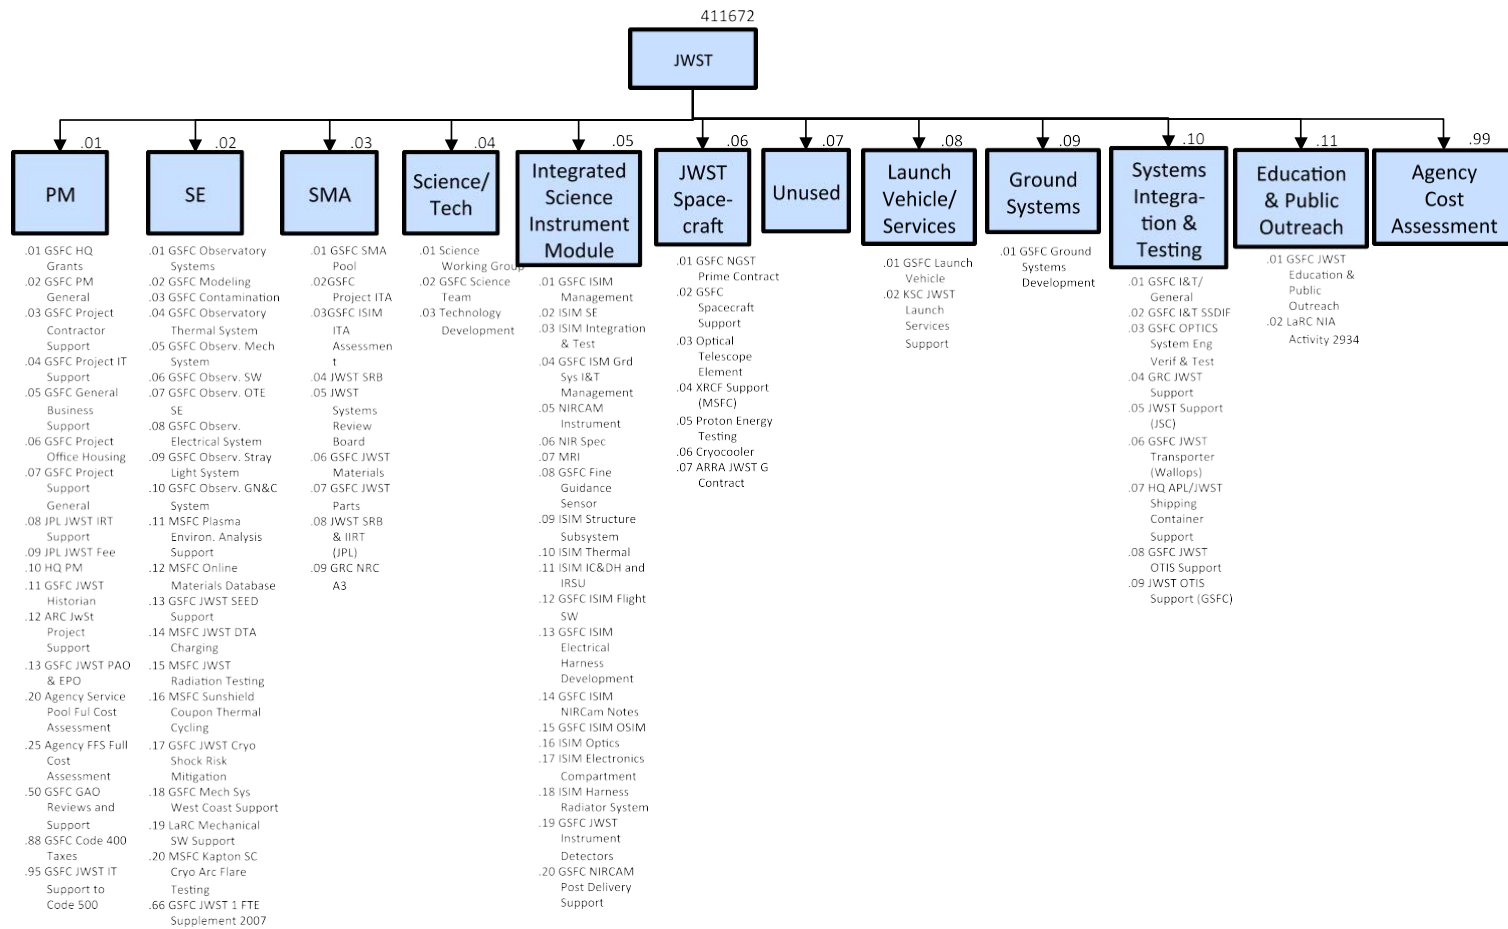 411672
JWST
.01
PM
.01 GSFC HQ
Grants
.02 GSFC PM
General
.03 GSFC Project
Contractor
Support
.04 GSFC Project IT
Support
.05 GSFC General
Business
Support
.06 GSFC Project
Office Housing
.07 GSFC Project
Support
General
.08 JPL JWST IRT
Support
.09 JPL JWST Fee
.10 HQ PM
.11 GSFC JWST
Historian
.12 ARC JwSt
Project
Support
.13 GSFC JWST PAO
& EPO
.20 Agency Service
Pool Ful Cost
Assessment
.25 Agency FFS Full
Cost
Assessment
.50 GSFC GAO
Reviews and
Support
.88 GSFC Code 400
Taxes
.95 GSFC JWST IT
Support to
Code 500
.02
SE
.01 GSFC Observatory
Systems
.02 GSFC Modeling
.03 GSFC Contamination
.04 GSFC Observatory
Thermal System
.05 GSFC Observ. Mech
System
.06 GSFC Observ. SW
.07 GSFC Observ. OTE
SE
.08 GSFC Observ.
Electrical System
.09 GSFC Observ. Stray
Light System
.10 GSFC Observ. GN&C
System
.11 MSFC Plasma
Environ. Analysis
Support
.12 MSFC Online
Materials Database
.13 GSFC JWST SEED
Support
.14 MSFC JWST DTA
Charging
.15 MSFC JWST
Radiation Testing
.16 MSFC Sunshield
Coupon Thermal
Cycling
.17 GSFC JWST Cryo
Shock Risk
Mitigation
.18 GSFC Mech Sys
West Coast Support
.19 LaRC Mechanical
SW Support
.20 MSFC Kapton SC
Cryo Arc Flare
Testing
.66 GSFC JWST 1 FTE
Supplement 2007
.03
SMA
.01 GSFC SMA
Pool
.02GSFC
Project ITA
.03GSFC ISIM
ITA
Assessmen
t
.04 JWST SRB
.05 JWST
Systems
Review
Board
.06 GSFC JWST
Materials
.07 GSFC JWST
Parts
.08 JWST SRB
& IIRT
(JPL)
.09 GRC NRC
A3
.04
Science/
Tech
.01 Science
Working Group
.02 GSFC Science
Team
.03 Technology
Development
.05
Integrated
Science
Instrument
Module
.01 GSFC ISIM
Management
.02 ISIM SE
.03 ISIM Integration
& Test
.04 GSFC ISM Grd
Sys I&T
Management
.05 NIRCAM
Instrument
.06 NIR Spec
.07 MRI
.08 GSFC Fine
Guidance
Sensor
.09 ISIM Structure
Subsystem
.10 ISIM Thermal
.11 ISIM IC&DH and
IRSU
.12 GSFC ISIM Flight
SW
.13 GSFC ISIM
Electrical
Harness
Development
.14 GSFC ISIM
NIRCam Notes
.15 GSFC ISIM OSIM
.16 ISIM Optics
.17 ISIM Electronics
Compartment
.18 ISIM Harness
Radiator System
.19 GSFC JWST
Instrument
Detectors
.20 GSFC NIRCAM
Post Delivery
Support
.06
JWST
Space-
craft
.01 GSFC NGST
Prime Contract
.02 GSFC
Spacecraft
Support
.03 Optical
Telescope
Element
.04 XRCF Support
(MSFC)
.05 Proton Energy
Testing
.06 Cryocooler
.07 ARRA JWST G
Contract
.07
Unused
.08
Launch
Vehicle/
Services
.01 GSFC Launch
Vehicle
.02 KSC JWST
Launch
Services
Support
.09
Ground
Systems
.01 GSFC Ground
Systems
Development
.10
Systems
Integra-
tion &
Testing
.01 GSFC I&T/
General
.02 GSFC I&T SSDIF
.03 GSFC OPTICS
System Eng
Verif & Test
.04 GRC JWST
Support
.05 JWST Support
(JSC)
.06 GSFC JWST
Transporter
(Wallops)
.07 HQ APL/JWST
Shipping
Container
Support
.08 GSFC JWST
OTIS Support
.09 JWST OTIS
Support (GSFC)
.11
Education
& Public
Outreach
.01 GSFC JWST
Education &
Public
Outreach
.02 LaRC NIA
Activity 2934
.99
Agency
Cost
Assessment